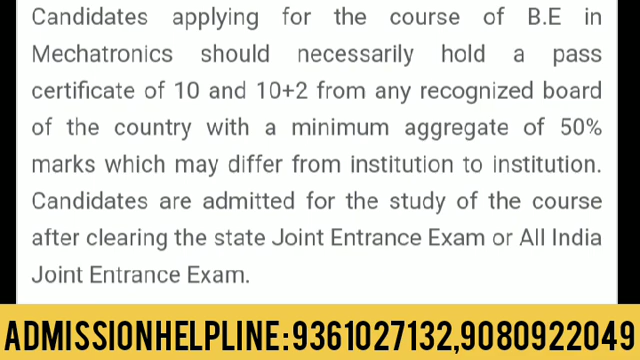 Candidates applying for the course of B.E in
Mechatronics should necessarily hold a pass
certificate of 10 and 10+2 from any recognized board
of the country with a minimum aggregate of 50%
marks which may differ from institution to institution.
Candidates are admitted for the study of the course
after clearing the state Joint Entrance Exam or All India
Joint Entrance Exam.
ADMISSIONHELPLINE:9361027132,9080922049